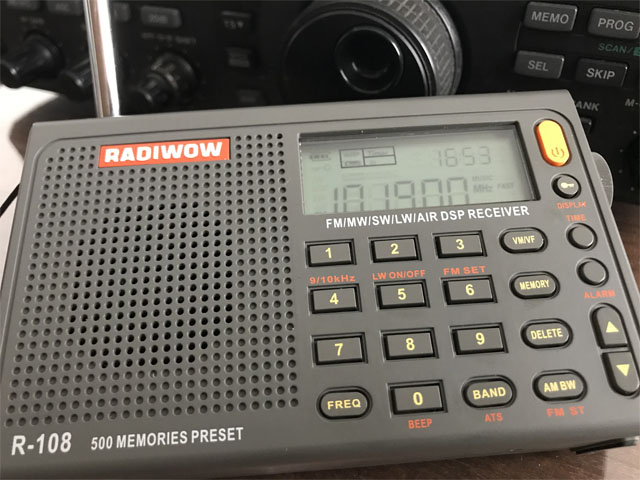 MEMO PROG
SCAN/
SEL SKIP
M-
RADIWOW
Timer 1653
MHz FAST
FM/MW/SW/LW/AIR DSP RECEIVER
DISPLAY
1 2 3 VM/VF TIME
9/10kHz LW ON/OFF FM SET
4 5 6 MEMORY
ALARM
7 8 9 DELETE
FREQ 0 BAND AM BW
BEEP ATS FM ST
R-108 500 MEMORIES PRESET